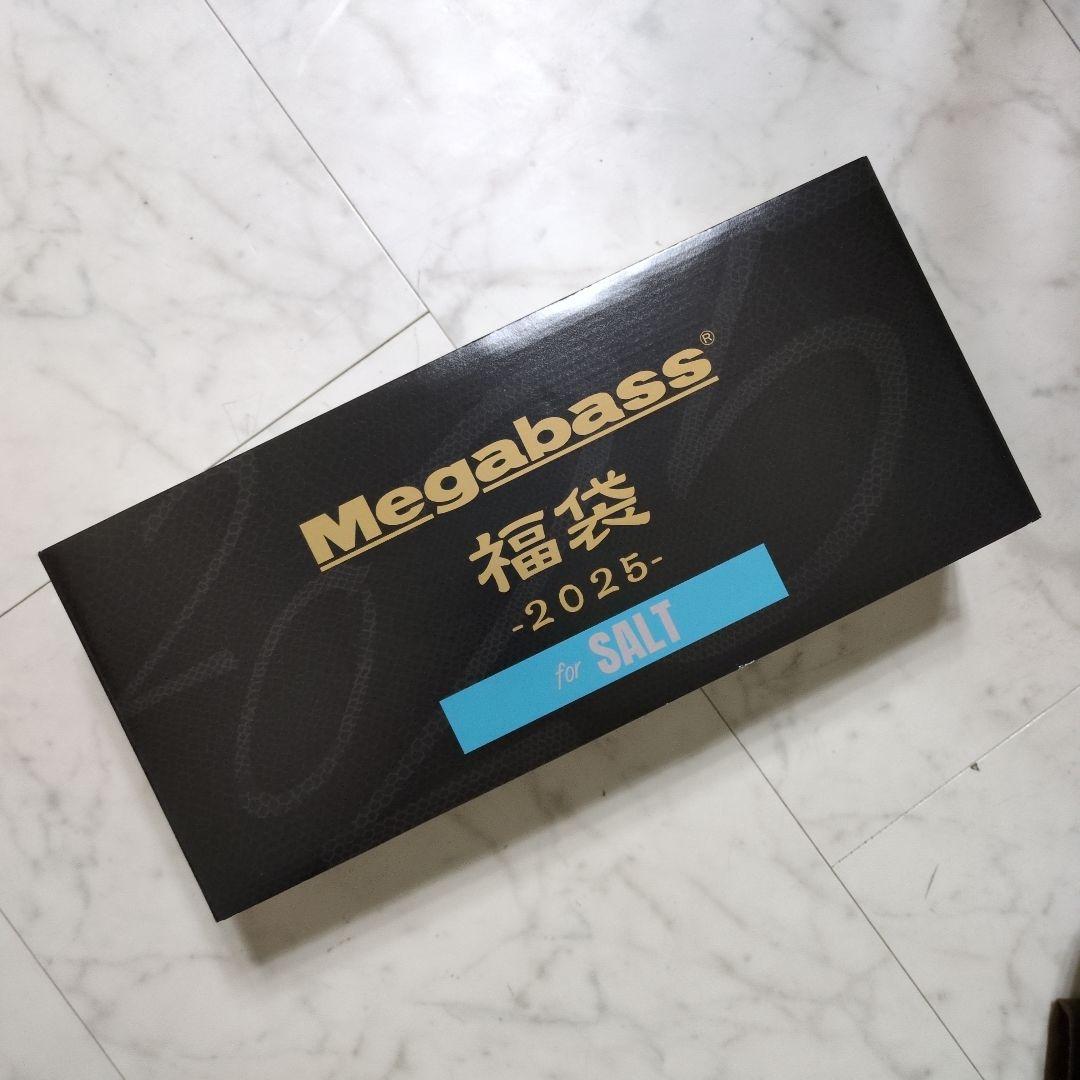 Megabass®
福袋
-2025-
for SALT